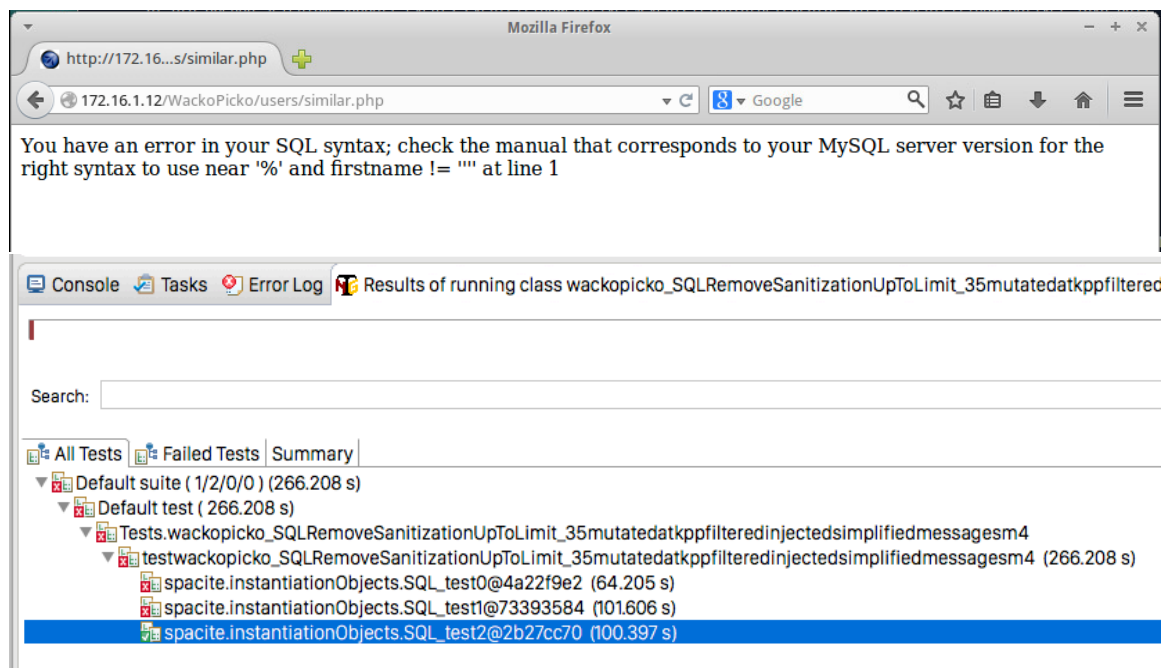 Mozilla Firefox
http://172.16...s/similar.php
172.16.1.12/WackoPicko/users/similar.php
8 Google
You have an error in your SQL syntax; check the manual that corresponds to your MySQL server version for the
right syntax to use near '%' and firstname != '''' at line 1
Console Tasks Error Log Results of running class wackopicko_SQLRemoveSanitizationUpToLimit_35mutatedatkppfiltered
Search:
All Tests Failed Tests Summary
Default suite ( 1/2/0/0 ) (266.208 s)
Default test ( 266.208 s)
Tests.wackopicko_SQLRemoveSanitizationUpToLimit_35mutatedatkppfilteredinjectedsimplifiedmessagesm4
testwackopicko_SQLRemoveSanitizationUpToLimit_35mutatedatkppfilteredinjectedsimplifiedmessagesm4 (266.208 s)
spacite.instantiationObjects.SQL_test0@4a22f9e2 (64.205 s)
spacite.instantiationObjects.SQL_test1@73393584 (101.606 s)
spacite.instantiationObjects.SQL_test2@2b27cc70 (100.397 s)